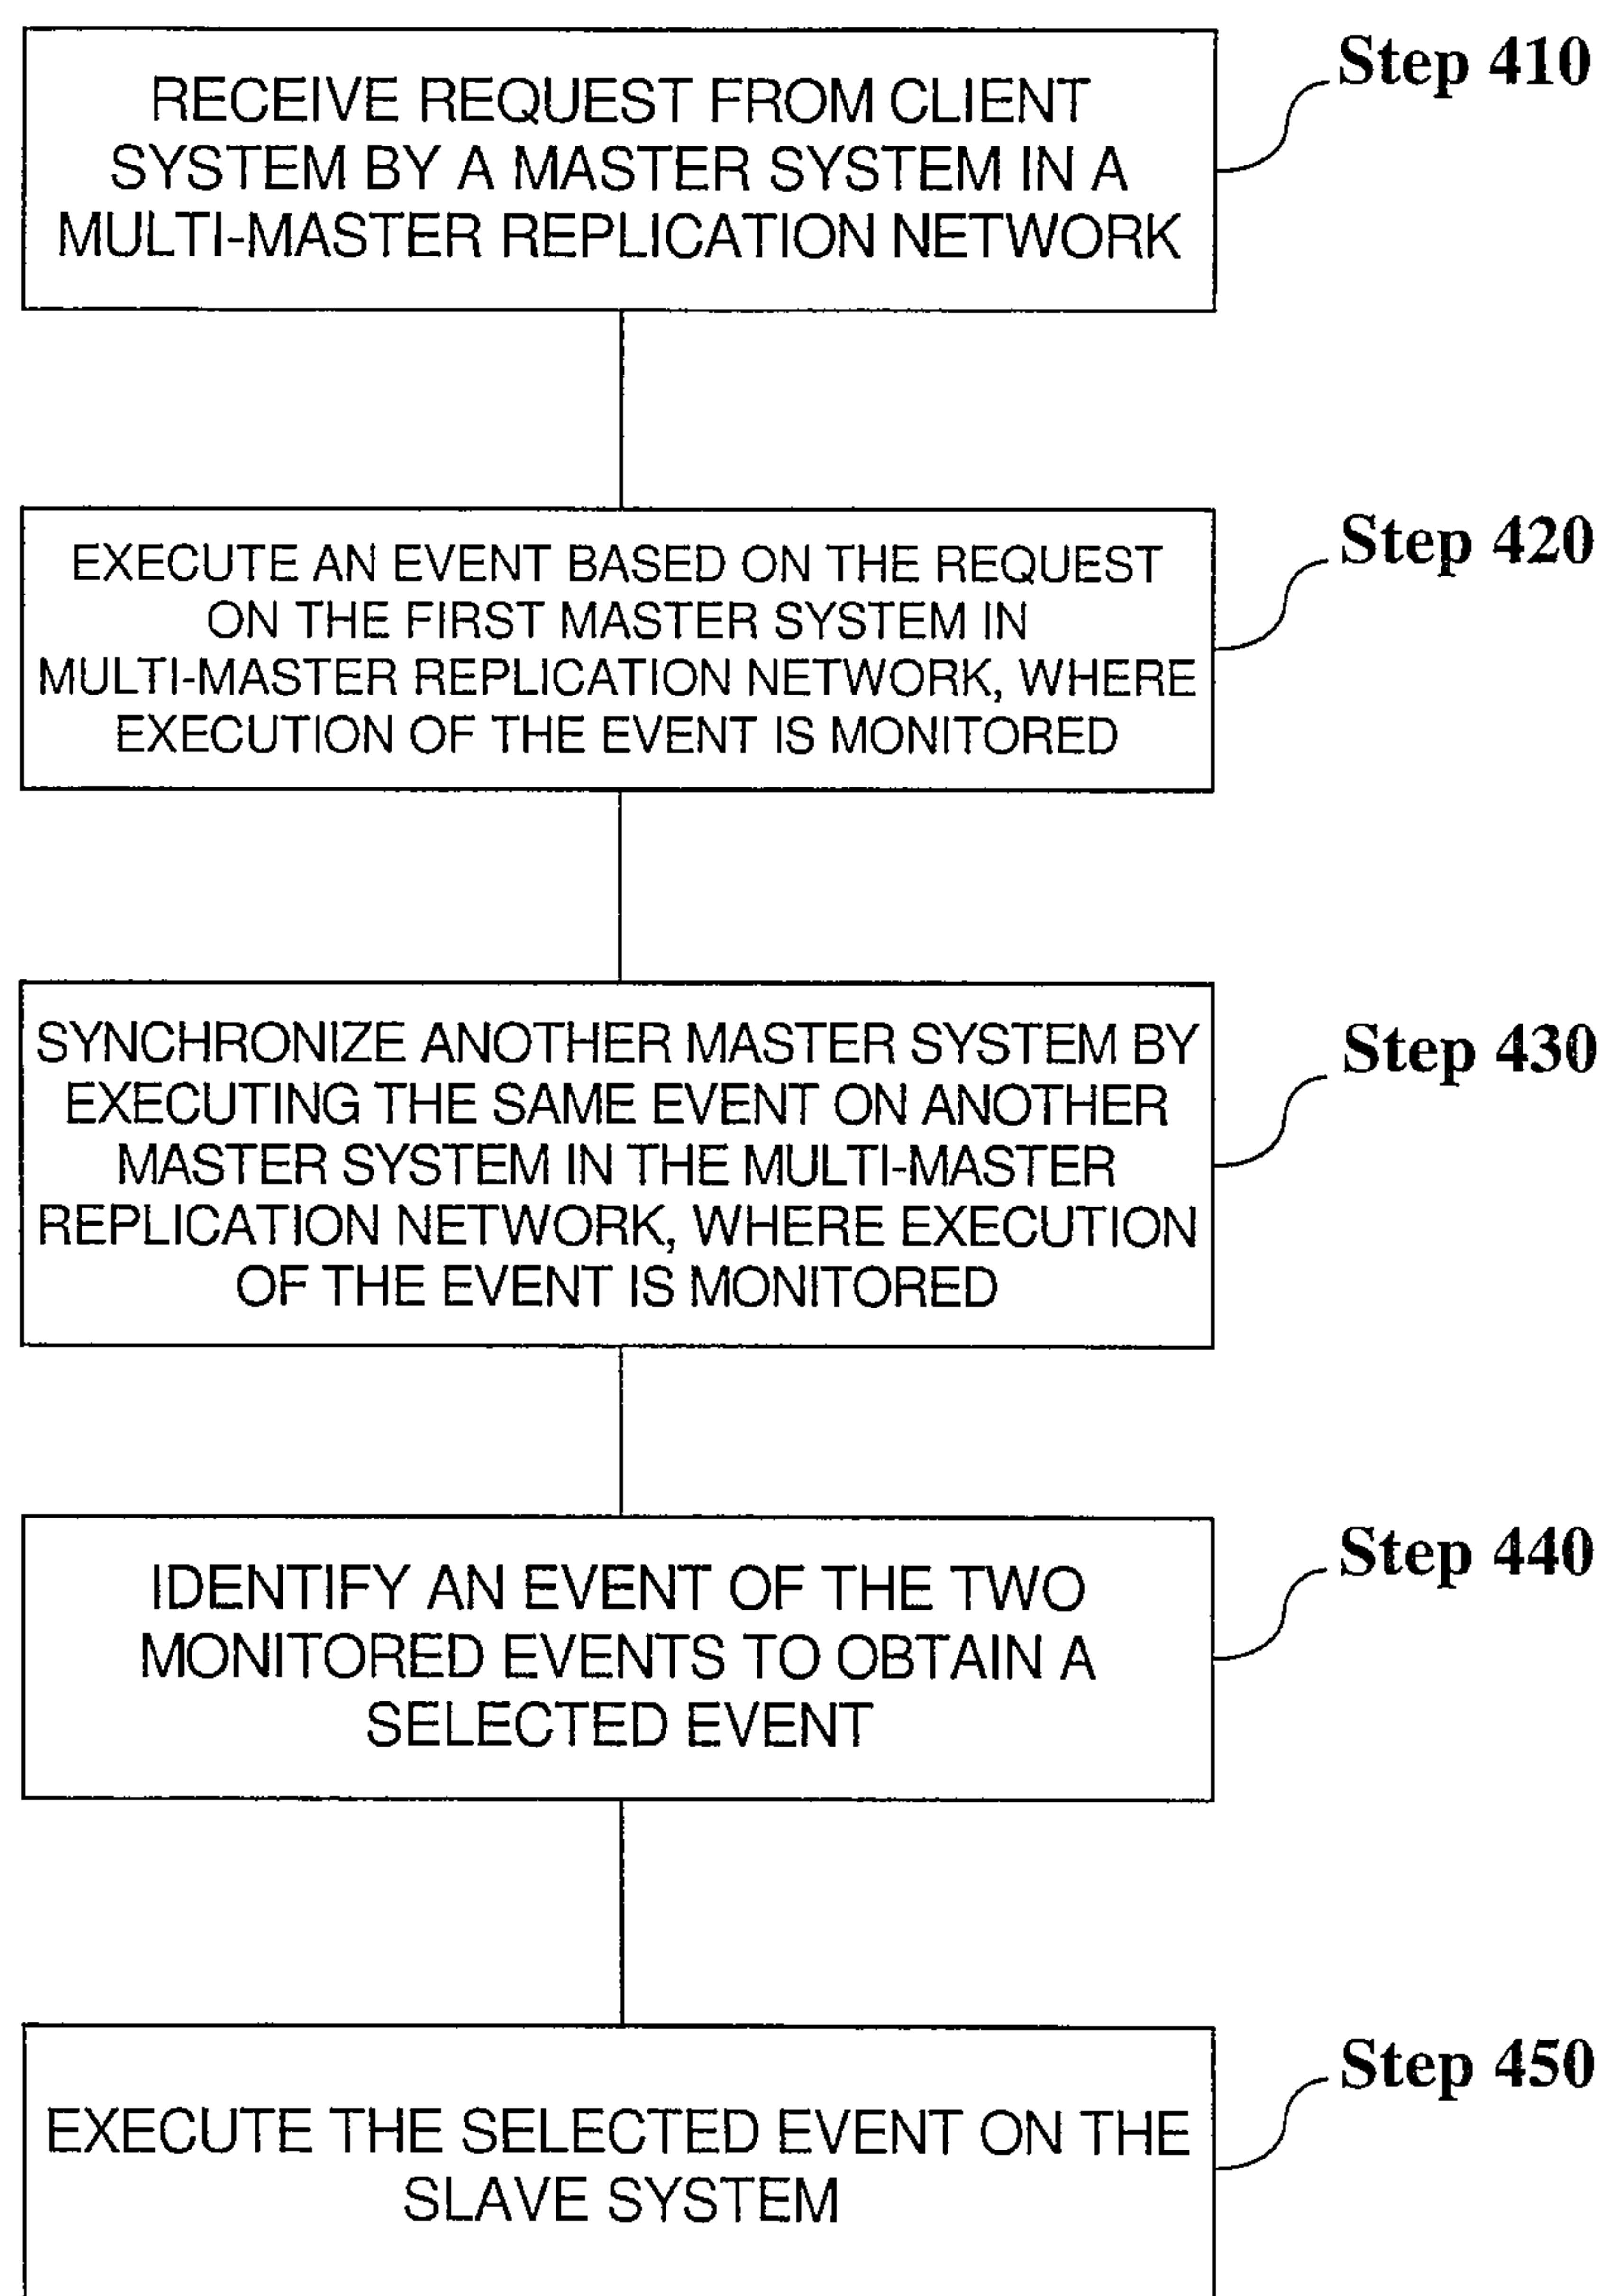 RECEIVE REQUEST FROM CLIENT
SYSTEM BY A MASTER SYSTEM IN A
MULTI-MASTER REPLICATION NETWORK
Step 410
EXECUTE AN EVENT BASED ON THE REQUEST
ON THE FIRST MASTER SYSTEM IN
MULTI-MASTER REPLICATION NETWORK, WHERE
EXECUTION OF THE EVENT IS MONITORED
Step 420
SYNCHRONIZE ANOTHER MASTER SYSTEM BY
EXECUTING THE SAME EVENT ON ANOTHER
MASTER SYSTEM IN THE MULTI-MASTER
REPLICATION NETWORK, WHERE EXECUTION
OF THE EVENT IS MONITORED
Step 430
IDENTIFY AN EVENT OF THE TWO
MONITORED EVENTS TO OBTAIN A
SELECTED EVENT
Step 440
EXECUTE THE SELECTED EVENT ON THE
SLAVE SYSTEM
Step 450